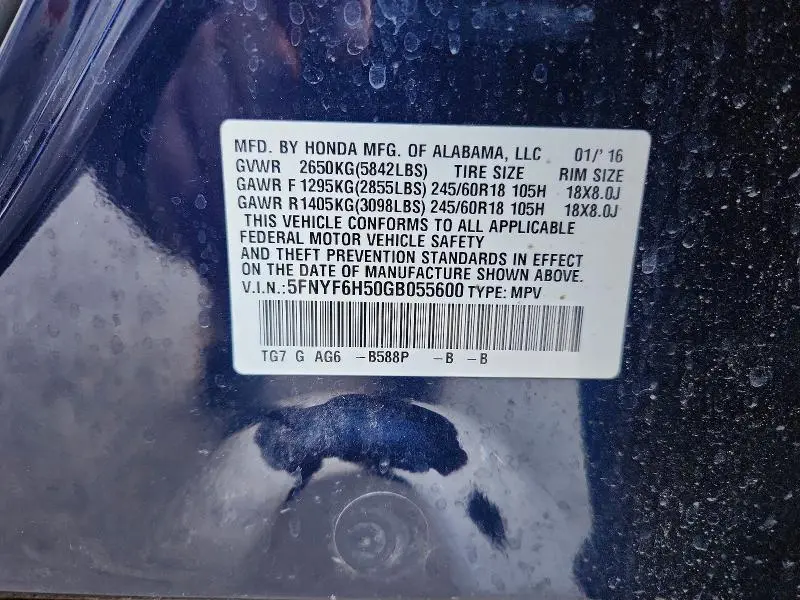 MFD. BY HONDA MFG. OF ALABAMA, LLC 01/'16
GVWR 2650KG(5842LBS) TIRE SIZE RIM SIZE
GAWR F1295KG(2855LBS) 245/60R18 105H 18X8.0J
GAWR R1405KG(3098LBS) 245/60R18 105H 18X8.0J
THIS VEHICLE CONFORMS TO ALL APPLICABLE
FEDERAL MOTOR VEHICLE SAFETY
AND THEFT PREVENTION STANDARDS IN EFFECT
ON THE DATE OF MANUFACTURE SHOWN ABOVE.
V.I.N.:5FNYF6H50GB055600 TYPE: MPV
TG7 G AG6 -B588P -B -B